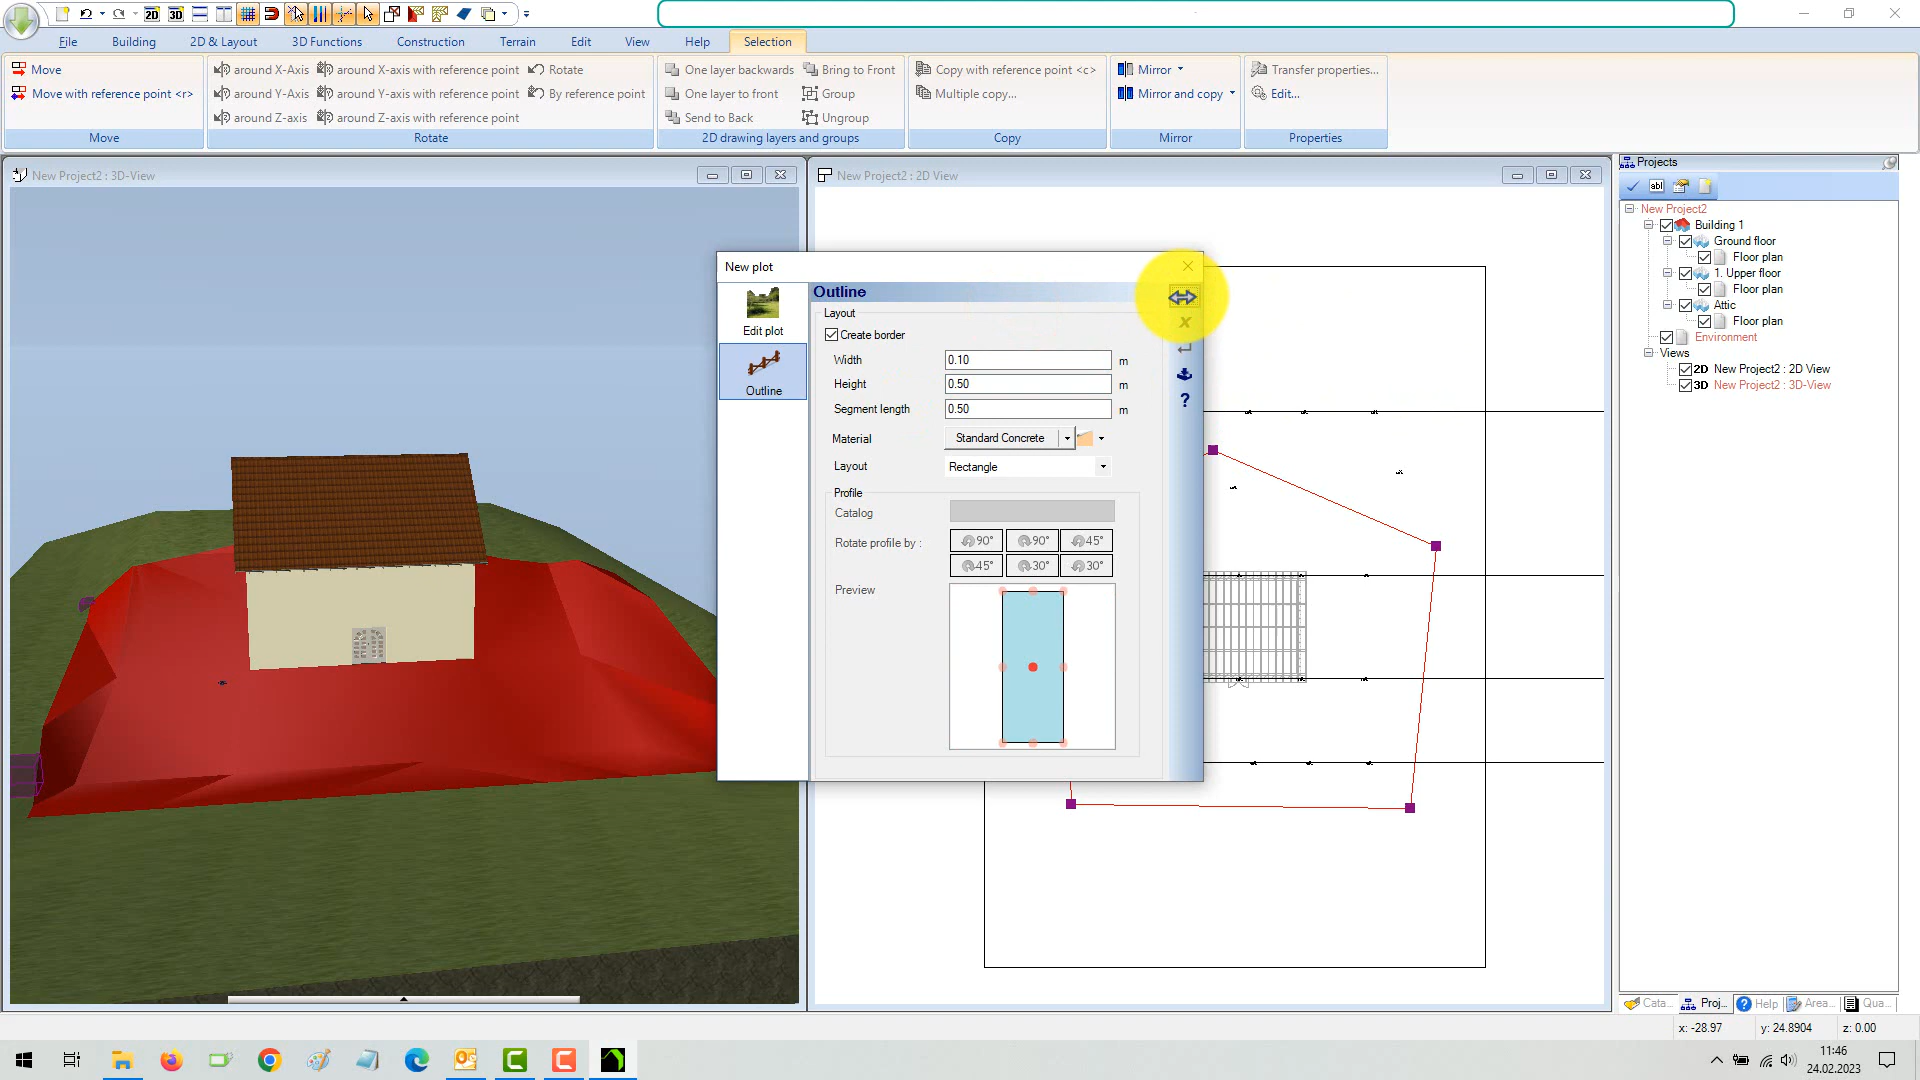 2D 3D
File Building 2D & Layout 3D Functions Construction Terrain Edit View Help Selection
Move around X-Axis around X-axis with reference point Rotate One layer backwards Bring to Front Copy with reference point <c> Mirror Transfer properties...
Move with reference point <r> around Y-Axis around Y-axis with reference point By reference point One layer to front Group Multiple copy... Mirror and copy Edit...
around Z-axis around Z-axis with reference point Send to Back Ungroup
Move Rotate 2D drawing layers and groups Copy Mirror Properties
New Project2 : 3D-View
New Project2 : 2D View
Projects
abl
New Project2
Building 1
Ground floor
Floor plan
1. Upper floor
Floor plan
Attic
Floor plan
Environment
Views
2D New Project2 : 2D View
3D New Project2 : 3D-View
New plot
Edit plot
Outline
Outline
Layout
Create border
Width 0.10 m
Height 0.50 m
Segment length 0.50 m
Material Standard Concrete
Layout Rectangle
Profile
Catalog
Rotate profile by : 90° 90° 45°
45° 30° 30°
Preview
?
Cata... Proj... Help Area... Qua...
x: -28.97 y: 24.8904 z: 0.00
11:46
24.02.2023